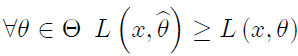 ∀θ ∈ Θ L(x, θ̂) ≥ L(x, θ)